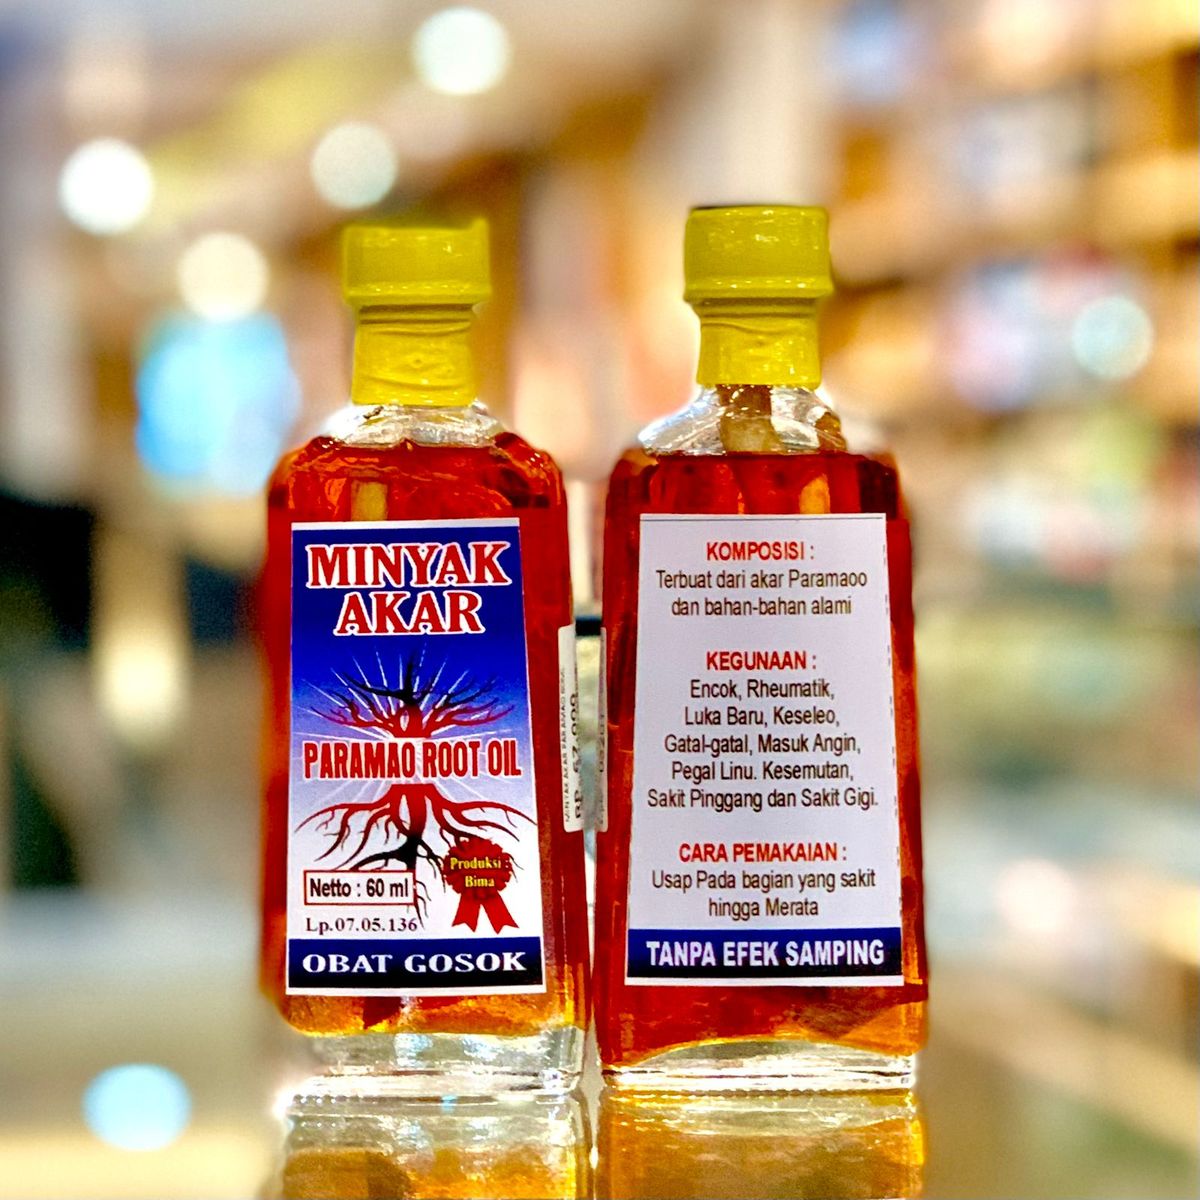 MINYAK
AKAR
PARAMAO ROOT OIL
Produksi :
Bima
Netto : 60 ml
Lp.07.05.136
OBAT GOSOK
KOMPOSISI :
Terbuat dari akar Paramaoo
dan bahan-bahan alami
KEGUNAAN :
Encok, Rheumatik,
Luka Baru, Keseleo,
Gatal-gatal, Masuk Angin,
Pegal Linu. Kesemutan,
Sakit Pinggang dan Sakit Gigi.
CARA PEMAKAIAN :
Usap Pada bagian yang sakit
hingga Merata
TANPA EFEK SAMPING